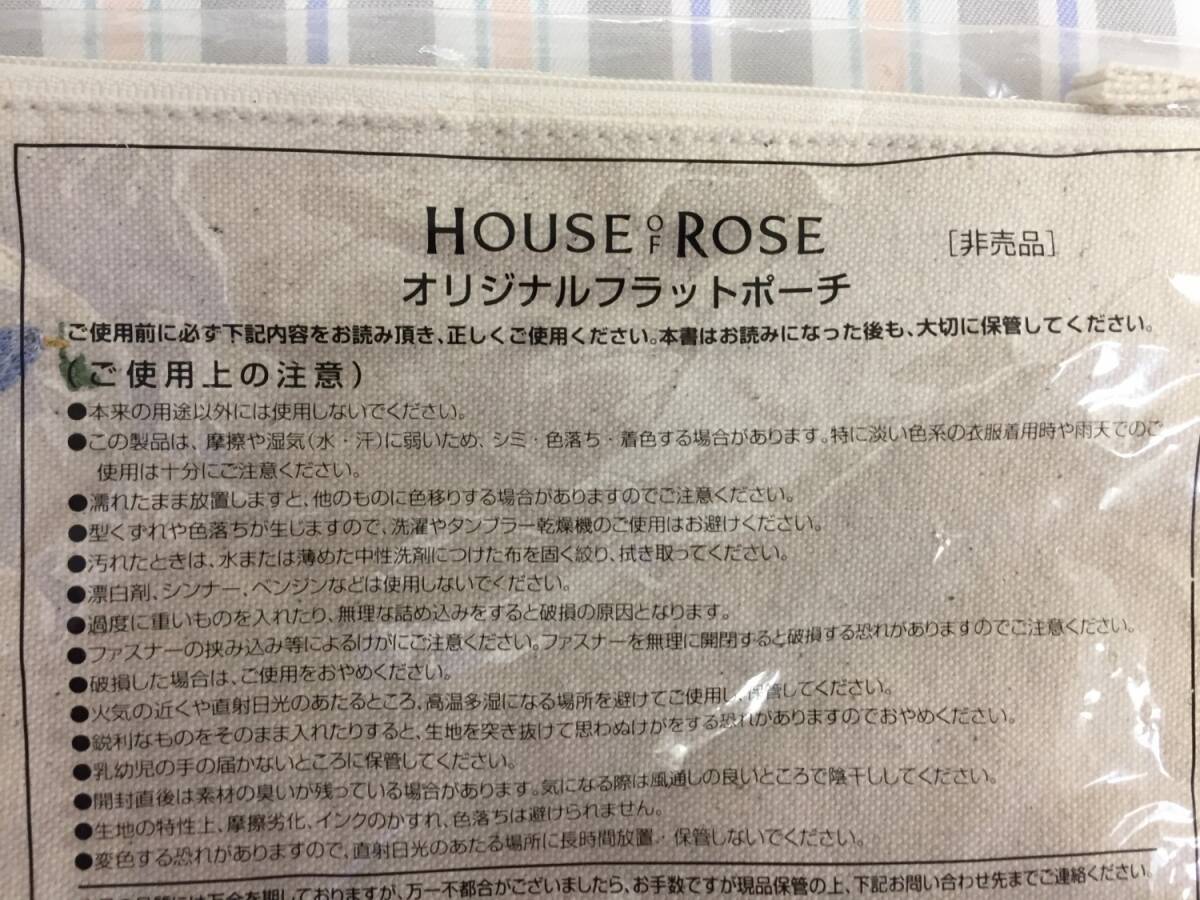 HOUSE OF ROSE
[非売品]
オリジナルフラットポーチ
ご使用前に必ず下記内容をお読み頂き、正しくご使用ください。本書はお読みになった後も、大切に保管してください。
(ご使用上の注意)
●本来の用途以外には使用しないでください。
●この製品は、摩擦や湿気(水・汗)に弱いため、シミ・色落ち・着色する場合があります。特に淡い色系の衣服着用時や雨天でのご
使用は十分にご注意ください。
●濡れたまま放置しますと、他のものに色移りする場合がありますのでご注意ください。
●型くずれや色落ちが生じますので、洗濯やタンブラー乾燥機のご使用はお避けください。
●汚れたときは、水または薄めた中性洗剤につけた布を固く絞り、拭き取ってください。
●漂白剤、シンナー、ベンジンなどは使用しないでください。
●過度に重いものを入れたり、無理な詰め込みをすると破損の原因となります。
●ファスナーの挟み込み等によるけがにご注意ください。ファスナーを無理に開閉すると破損する恐れがありますのでご注意ください。
●破損した場合は、ご使用をおやめください。
●火気の近くや直射日光のあたるところ、高温多湿になる場所を避けてご使用し、保管してください。
●鋭利なものをそのまま入れたりすると、生地を突き抜けて思わぬけがをする恐れがありますのでおやめください。
●乳幼児の手の届かないところに保管してください。
●開封直後は素材の臭いが残っている場合があります。気になる際は風通しの良いところで陰干ししてください。
●生地の特性上、摩擦劣化、インクのかすれ、色落ちは避けられません。
●変色する恐れがありますので、直射日光のあたる場所に長時間放置・保管しないでください。
には万全を期しておりますが、万一不都合がございましたら、お手数ですが現品保管の上、下記お問い合わせ先までご連絡ください。